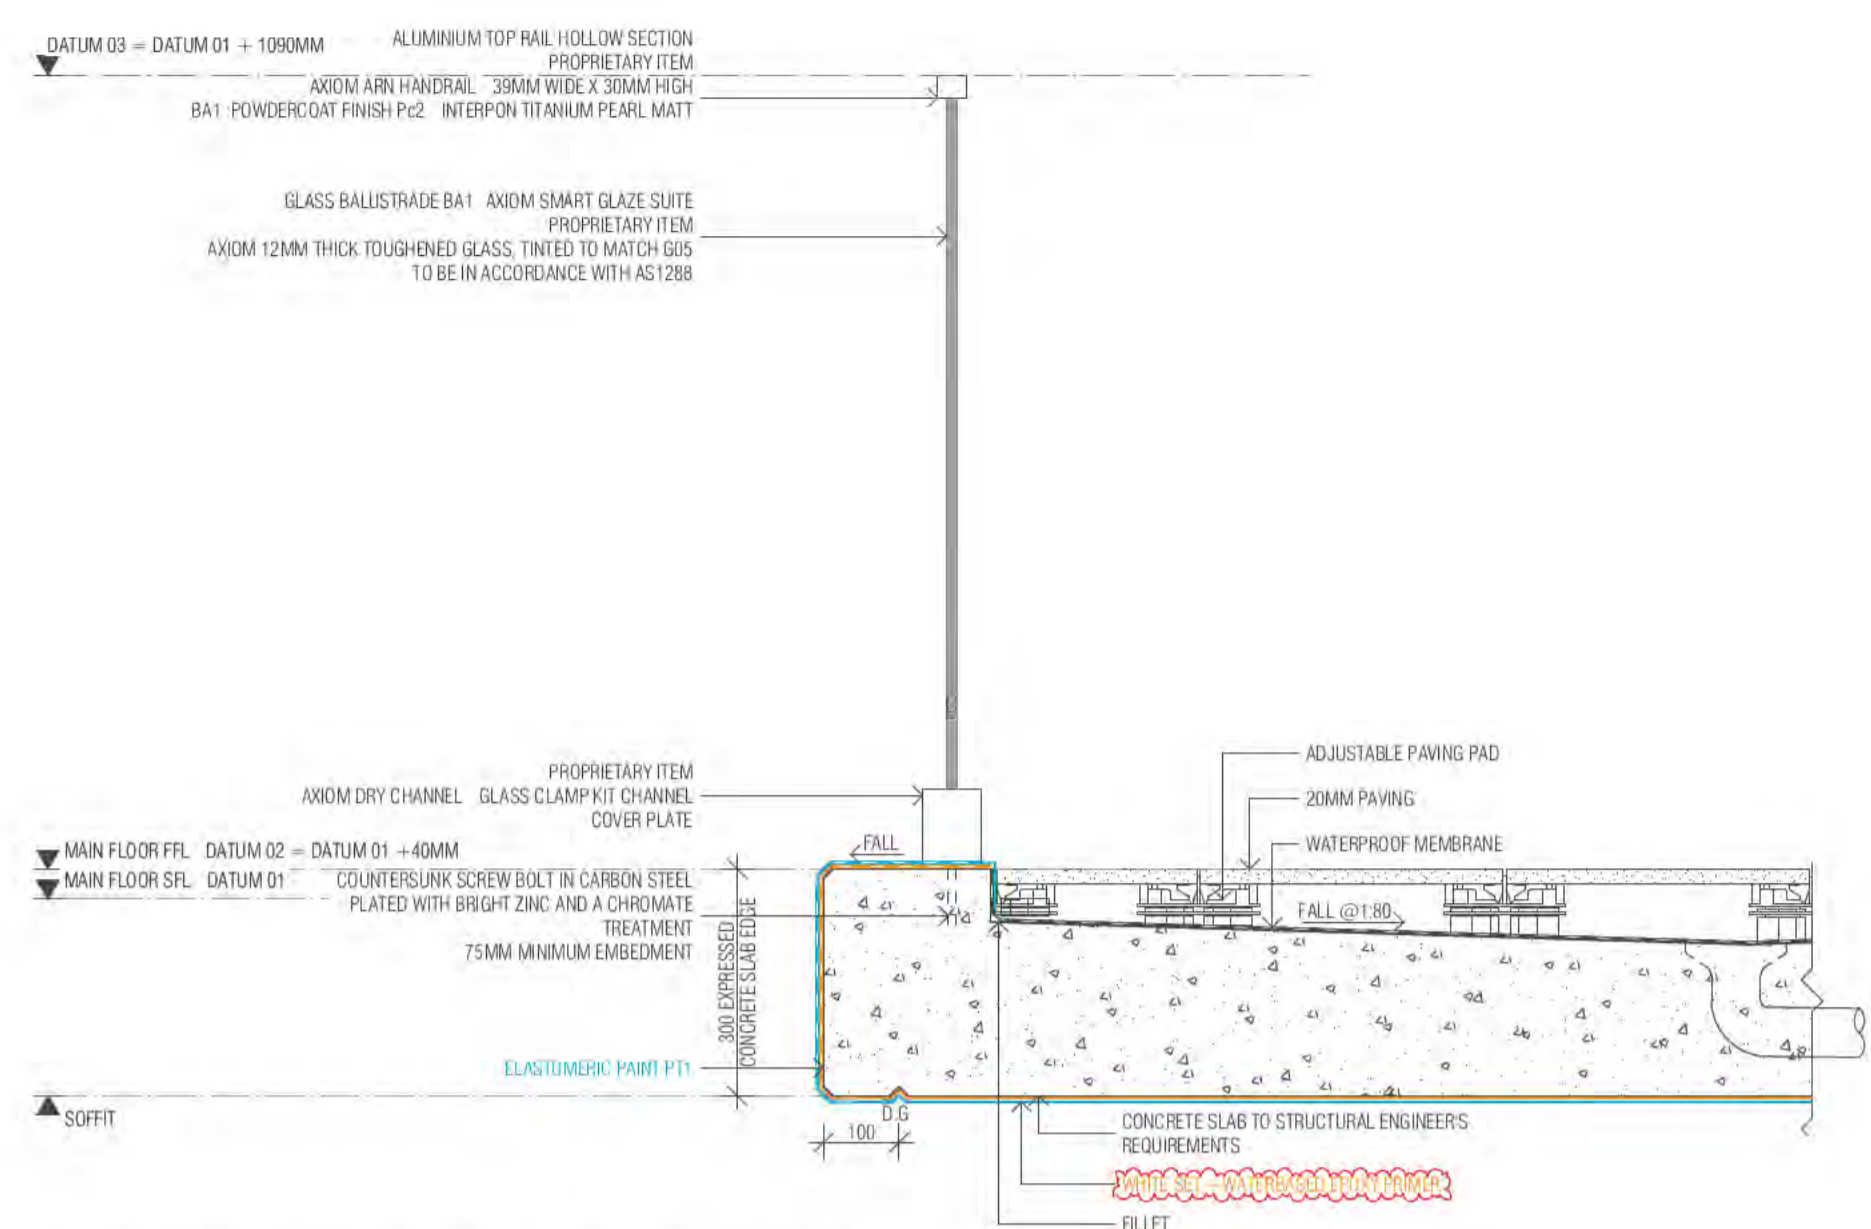 DATUM 03 = DATUM 01 + 1090MM
ALUMINIUM TOP RAIL HOLLOW SECTION
PROPRIETARY ITEM
AXIOM ARN HANDRAIL 39MM WIDE X 30MM HIGH
BA1 POWDERCOAT FINISH Pc2 INTERPON TITANIUM PEARL MATT
GLASS BALUSTRADE BA1 AXIOM SMART GLAZE SUITE
PROPRIETARY ITEM
AXIOM 12MM THICK TOUGHENED GLASS, TINTED TO MATCH G05
TO BE IN ACCORDANCE WITH AS1288
PROPRIETARY ITEM
AXIOM DRY CHANNEL GLASS CLAMP KIT CHANNEL
COVER PLATE
MAIN FLOOR FFL DATUM 02 = DATUM 01 +40MM
MAIN FLOOR SFL DATUM 01
COUNTERSUNK SCREW BOLT IN CARBON STEEL
PLATED WITH BRIGHT ZINC AND A CHROMATE
TREATMENT
75MM MINIMUM EMBEDMENT
300 EXPRESSED
CONCRETE SLAB EDGE
ELASTOMERIC PAINT PT1
SOFFIT
FALL
ADJUSTABLE PAVING PAD
20MM PAVING
WATERPROOF MEMBRANE
FALL @1:80
D.G
100
CONCRETE SLAB TO STRUCTURAL ENGINEER'S
REQUIREMENTS
WHITE SET - WATERBASED EPOXY PRIMER
FILLET